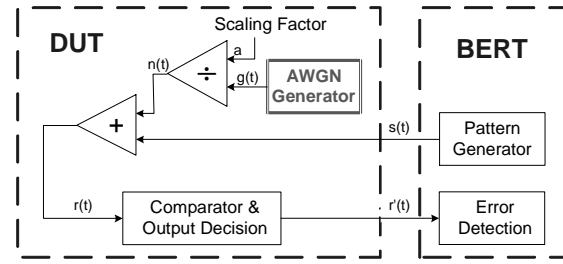 Scaling Factor
DUT
BERT
n(t)
a
÷
g(t)
AWGN
Generator
+
s(t)
Pattern
Generator
r(t)
Comparator &
Output Decision
r'(t)
Error
Detection